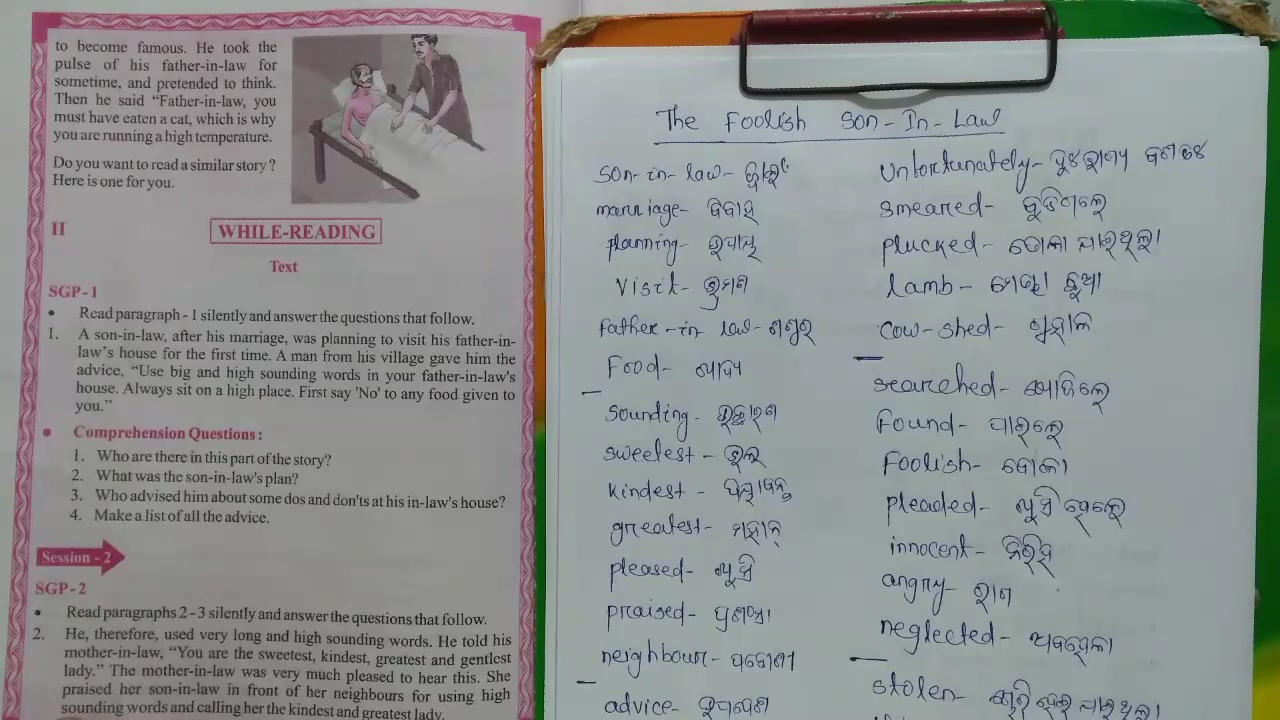 to become famous. He took the
pulse of his father-in-law for
sometime, and pretended to think.
Then he said “Father-in-law, you
must have eaten a cat, which is why
you are running a high temperature.
Do you want to read a similar story ?
Here is one for you.
II
WHILE-READING
Text
SGP-1
• Read paragraph - 1 silently and answer the questions that follow.
1. A son-in-law, after his marriage, was planning to visit his father-in-
law's house for the first time. A man from his village gave him the
advice, “Use big and high sounding words in your father-in-law's
house. Always sit on a high place. First say 'No' to any food given to
you.”
• Comprehension Questions :
1. Who are there in this part of the story?
2. What was the son-in-law's plan?
3. Who advised him about some dos and don'ts at his in-law's house?
4. Make a list of all the advice.
Session - 2
SGP-2
• Read paragraphs 2 - 3 silently and answer the questions that follow.
2. He, therefore, used very long and high sounding words. He told his
mother-in-law, “You are the sweetest, kindest, greatest and gentlest
lady.” The mother-in-law was very much pleased to hear this. She
praised her son-in-law in front of her neighbours for using high
sounding words and calling her the kindest and greatest lady.
The Foolish Son-In-Law
son-in-law- ଜ୍ବାଇଁ
marriage- ବିବାହ
planning-
visit- ଭ୍ରମଣ
father-in law- ଶଶୁର
Food- ଖାଦ୍ୟ
sounding- ଉଚ୍ଚାରଣ
sweetest- ଭଲ
kindest-
greatest- ମହାନ୍
pleased- ଖୁସି
praised- ପ୍ରଶଂସା
neighbour- ପଡୋଶୀ
advice- ଉପଦେଶ
Unfortunately- ଦୁର୍ଭାଗ୍ୟ ବଶତଃ
smeared-
plucked- ତୋଳା ଯାଇଥିଲା
lamb- ମେଣ୍ଢା ଛୁଆ
cow-shed- ଗୁହାଳ
searched- ଖୋଜିଲେ
Found- ପାଇଲେ
Foolish- ବୋକା
pleaded-
innocent- ନିରିହ
angry- ରାଗ
neglected- ଅବହେଳା
stolen- ଚୋରି ହେଇ ଯାଇଥିଲା